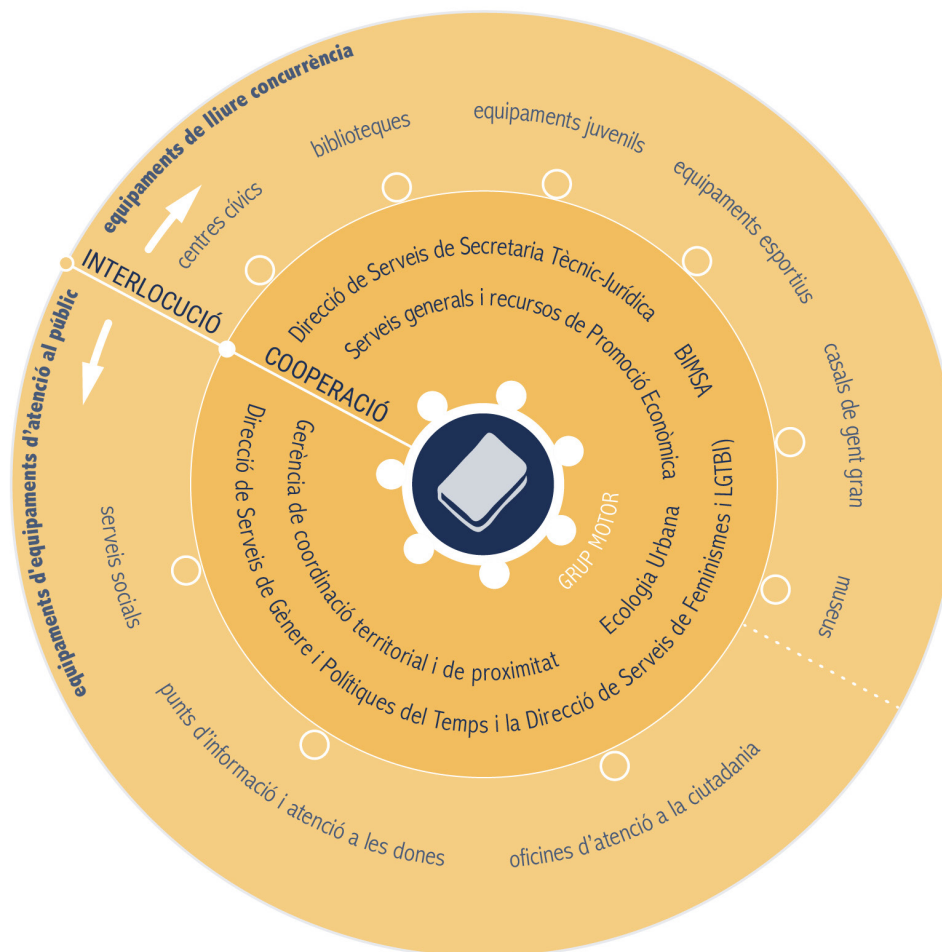 equipaments de lliure concurrència
centres cívics
biblioteques
equipaments juvenils
equipaments esportius
casals de gent gran
museus
INTERLOCUCIÓ
COOPERACIÓ
Direcció de Serveis de Secretaria Tècnic-Jurídica
Serveis generals i recursos de Promoció Econòmica
BIMSA
GRUP MOTOR
Ecologia Urbana
Gerència de coordinació territorial i de proximitat
Direcció de Serveis de Gènere i Polítiques del Temps i la Direcció de Serveis de Feminismes i LGTBI)
equipaments d'equipaments d'atenció al públic
serveis socials
punts d'informació i atenció a les dones
oficines d'atenció a la ciutadania